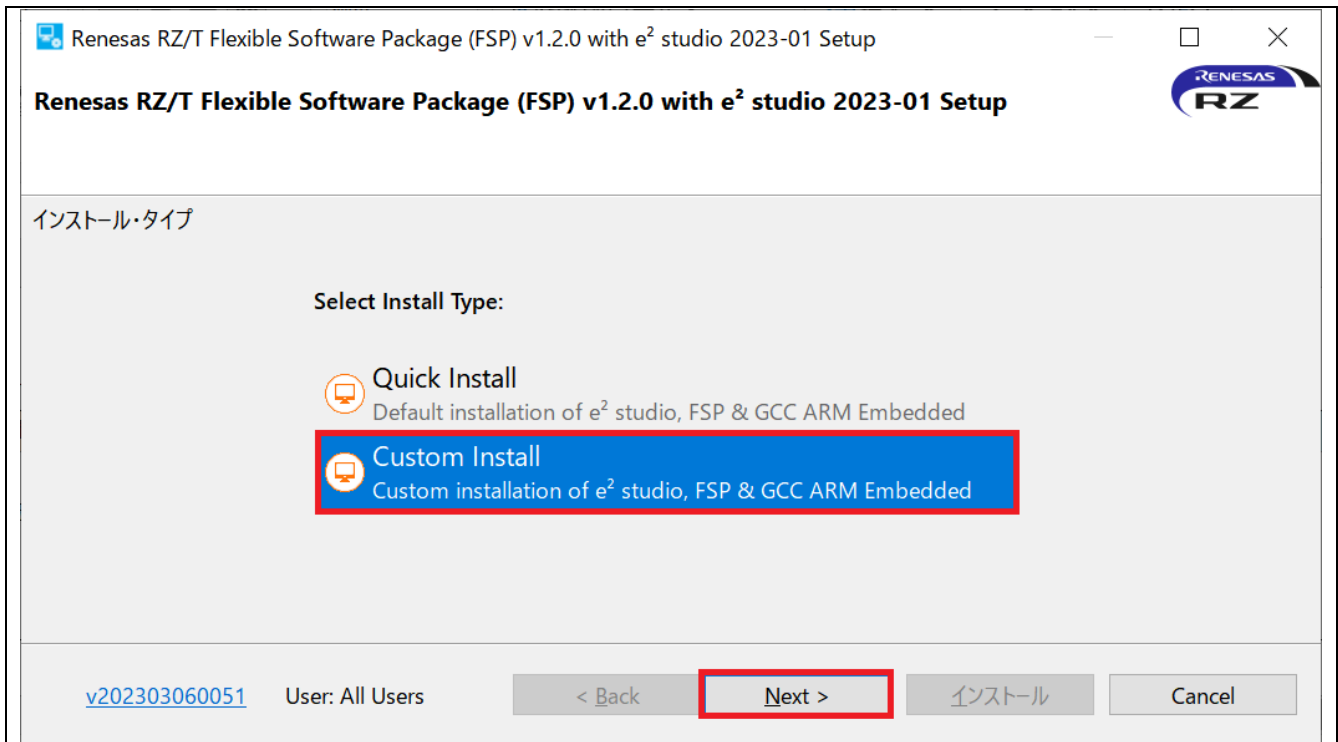 Renesas RZ/T Flexible Software Package (FSP) v1.2.0 with e² studio 2023-01 Setup
Renesas RZ/T Flexible Software Package (FSP) v1.2.0 with e² studio 2023-01 Setup
RENESAS
RZ
インストール・タイプ
Select Install Type:
Quick Install
Default installation of e² studio, FSP & GCC ARM Embedded
Custom Install
Custom installation of e² studio, FSP & GCC ARM Embedded
v202303060051 User: All Users < Back Next > インストール Cancel